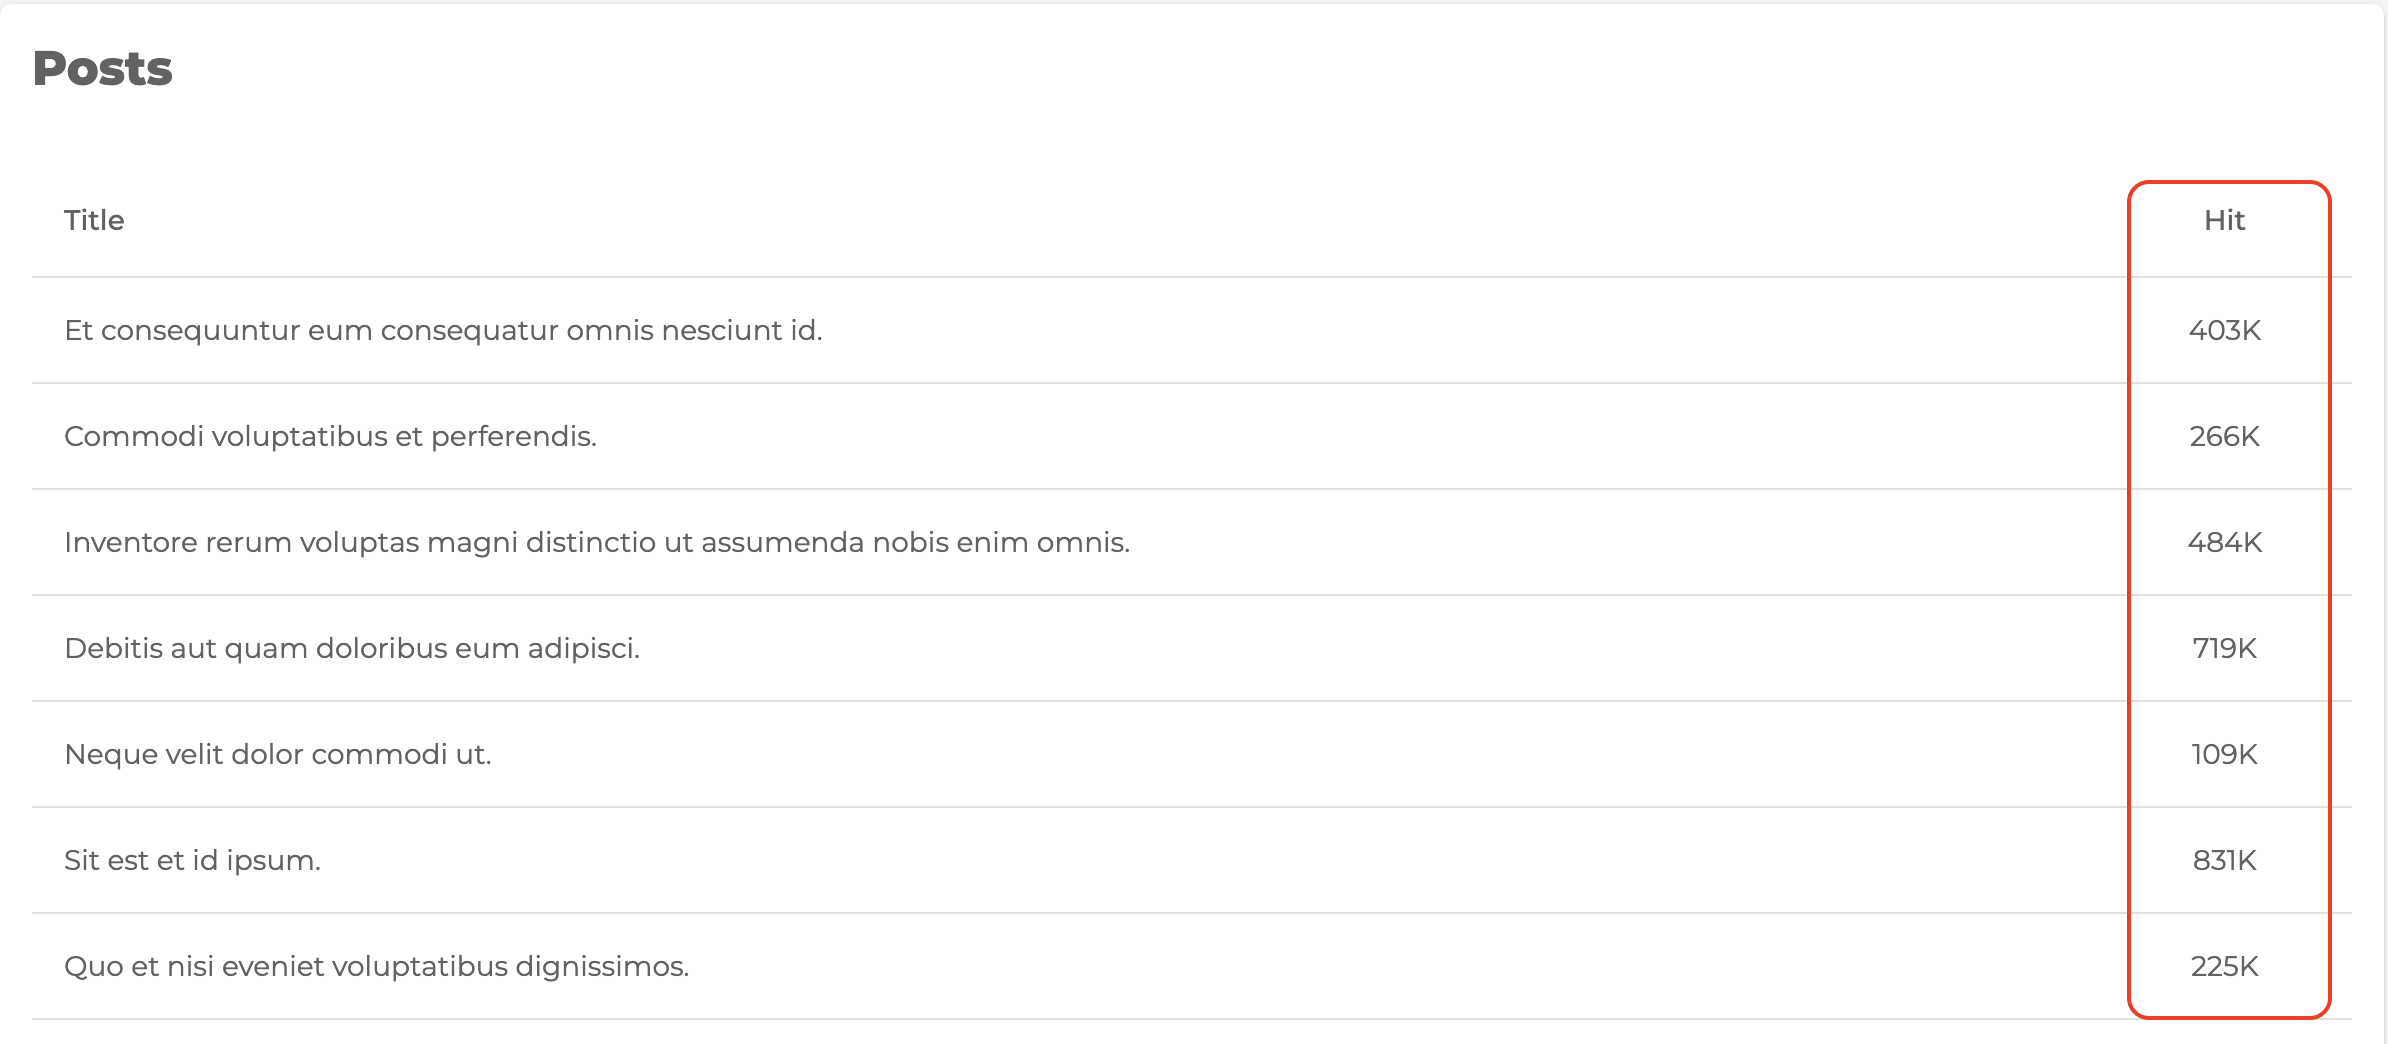 Posts
Title Hit
Et consequuntur eum consequatur omnis nesciunt id. 403K
Commodi voluptatibus et perferendis. 266K
Inventore rerum voluptas magni distinctio ut assumenda nobis enim omnis. 484K
Debitis aut quam doloribus eum adipisci. 719K
Neque velit dolor commodi ut. 109K
Sit est et id ipsum. 831K
Quo et nisi eveniet voluptatibus dignissimos. 225K